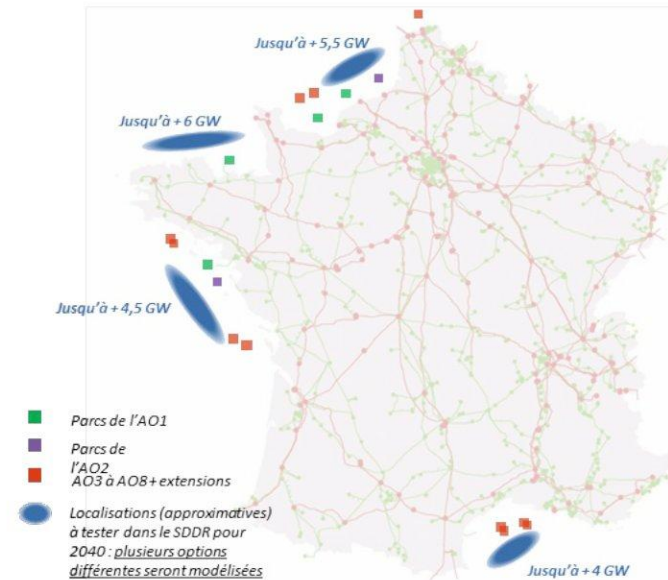 Jusqu'à + 5,5 GW
Jusqu'à + 6 GW
Jusqu'à + 4,5 GW
Parcs de l'AO1
Parcs de
l'AO2
AO3 à AO8+ extensions
Localisations (approximatives)
à tester dans le SDDR pour
2040 : plusieurs options
différentes seront modélisées
Jusqu'à + 4 GW